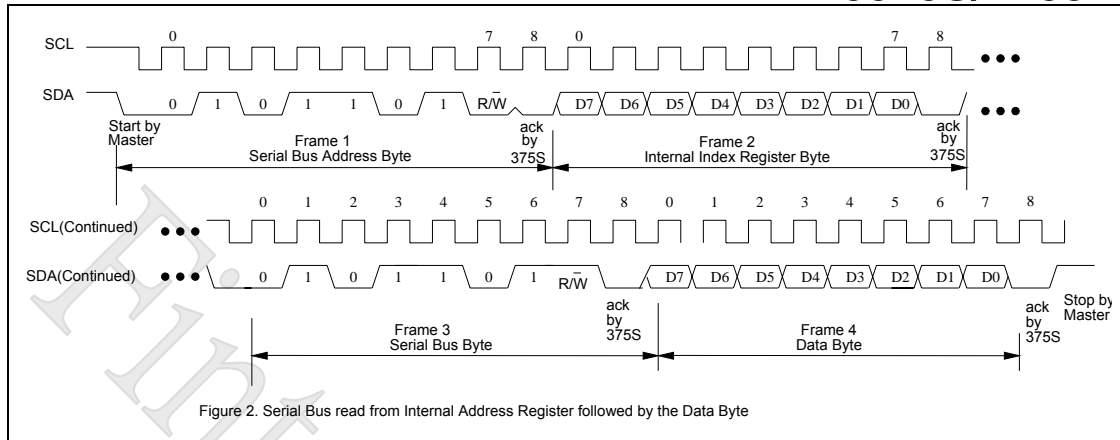 0 7 8 0 7 8
SCL
SDA
0 1 0 1 1 0 1 R/W̅ D7 D6 D5 D4 D3 D2 D1 D0
Start by
Master
ack
by
375S
ack
by
375S
Frame 1
Serial Bus Address Byte
Frame 2
Internal Index Register Byte
0 1 2 3 4 5 6 7 8 0 1 2 3 4 5 6 7 8
SCL(Continued)
SDA(Continued)
0 1 0 1 1 0 1 R/W̅ D7 D6 D5 D4 D3 D2 D1 D0
ack
by
375S
ack
by
375S
Stop by
Master
Frame 3
Serial Bus Byte
Frame 4
Data Byte
Figure 2. Serial Bus read from Internal Address Register followed by the Data Byte